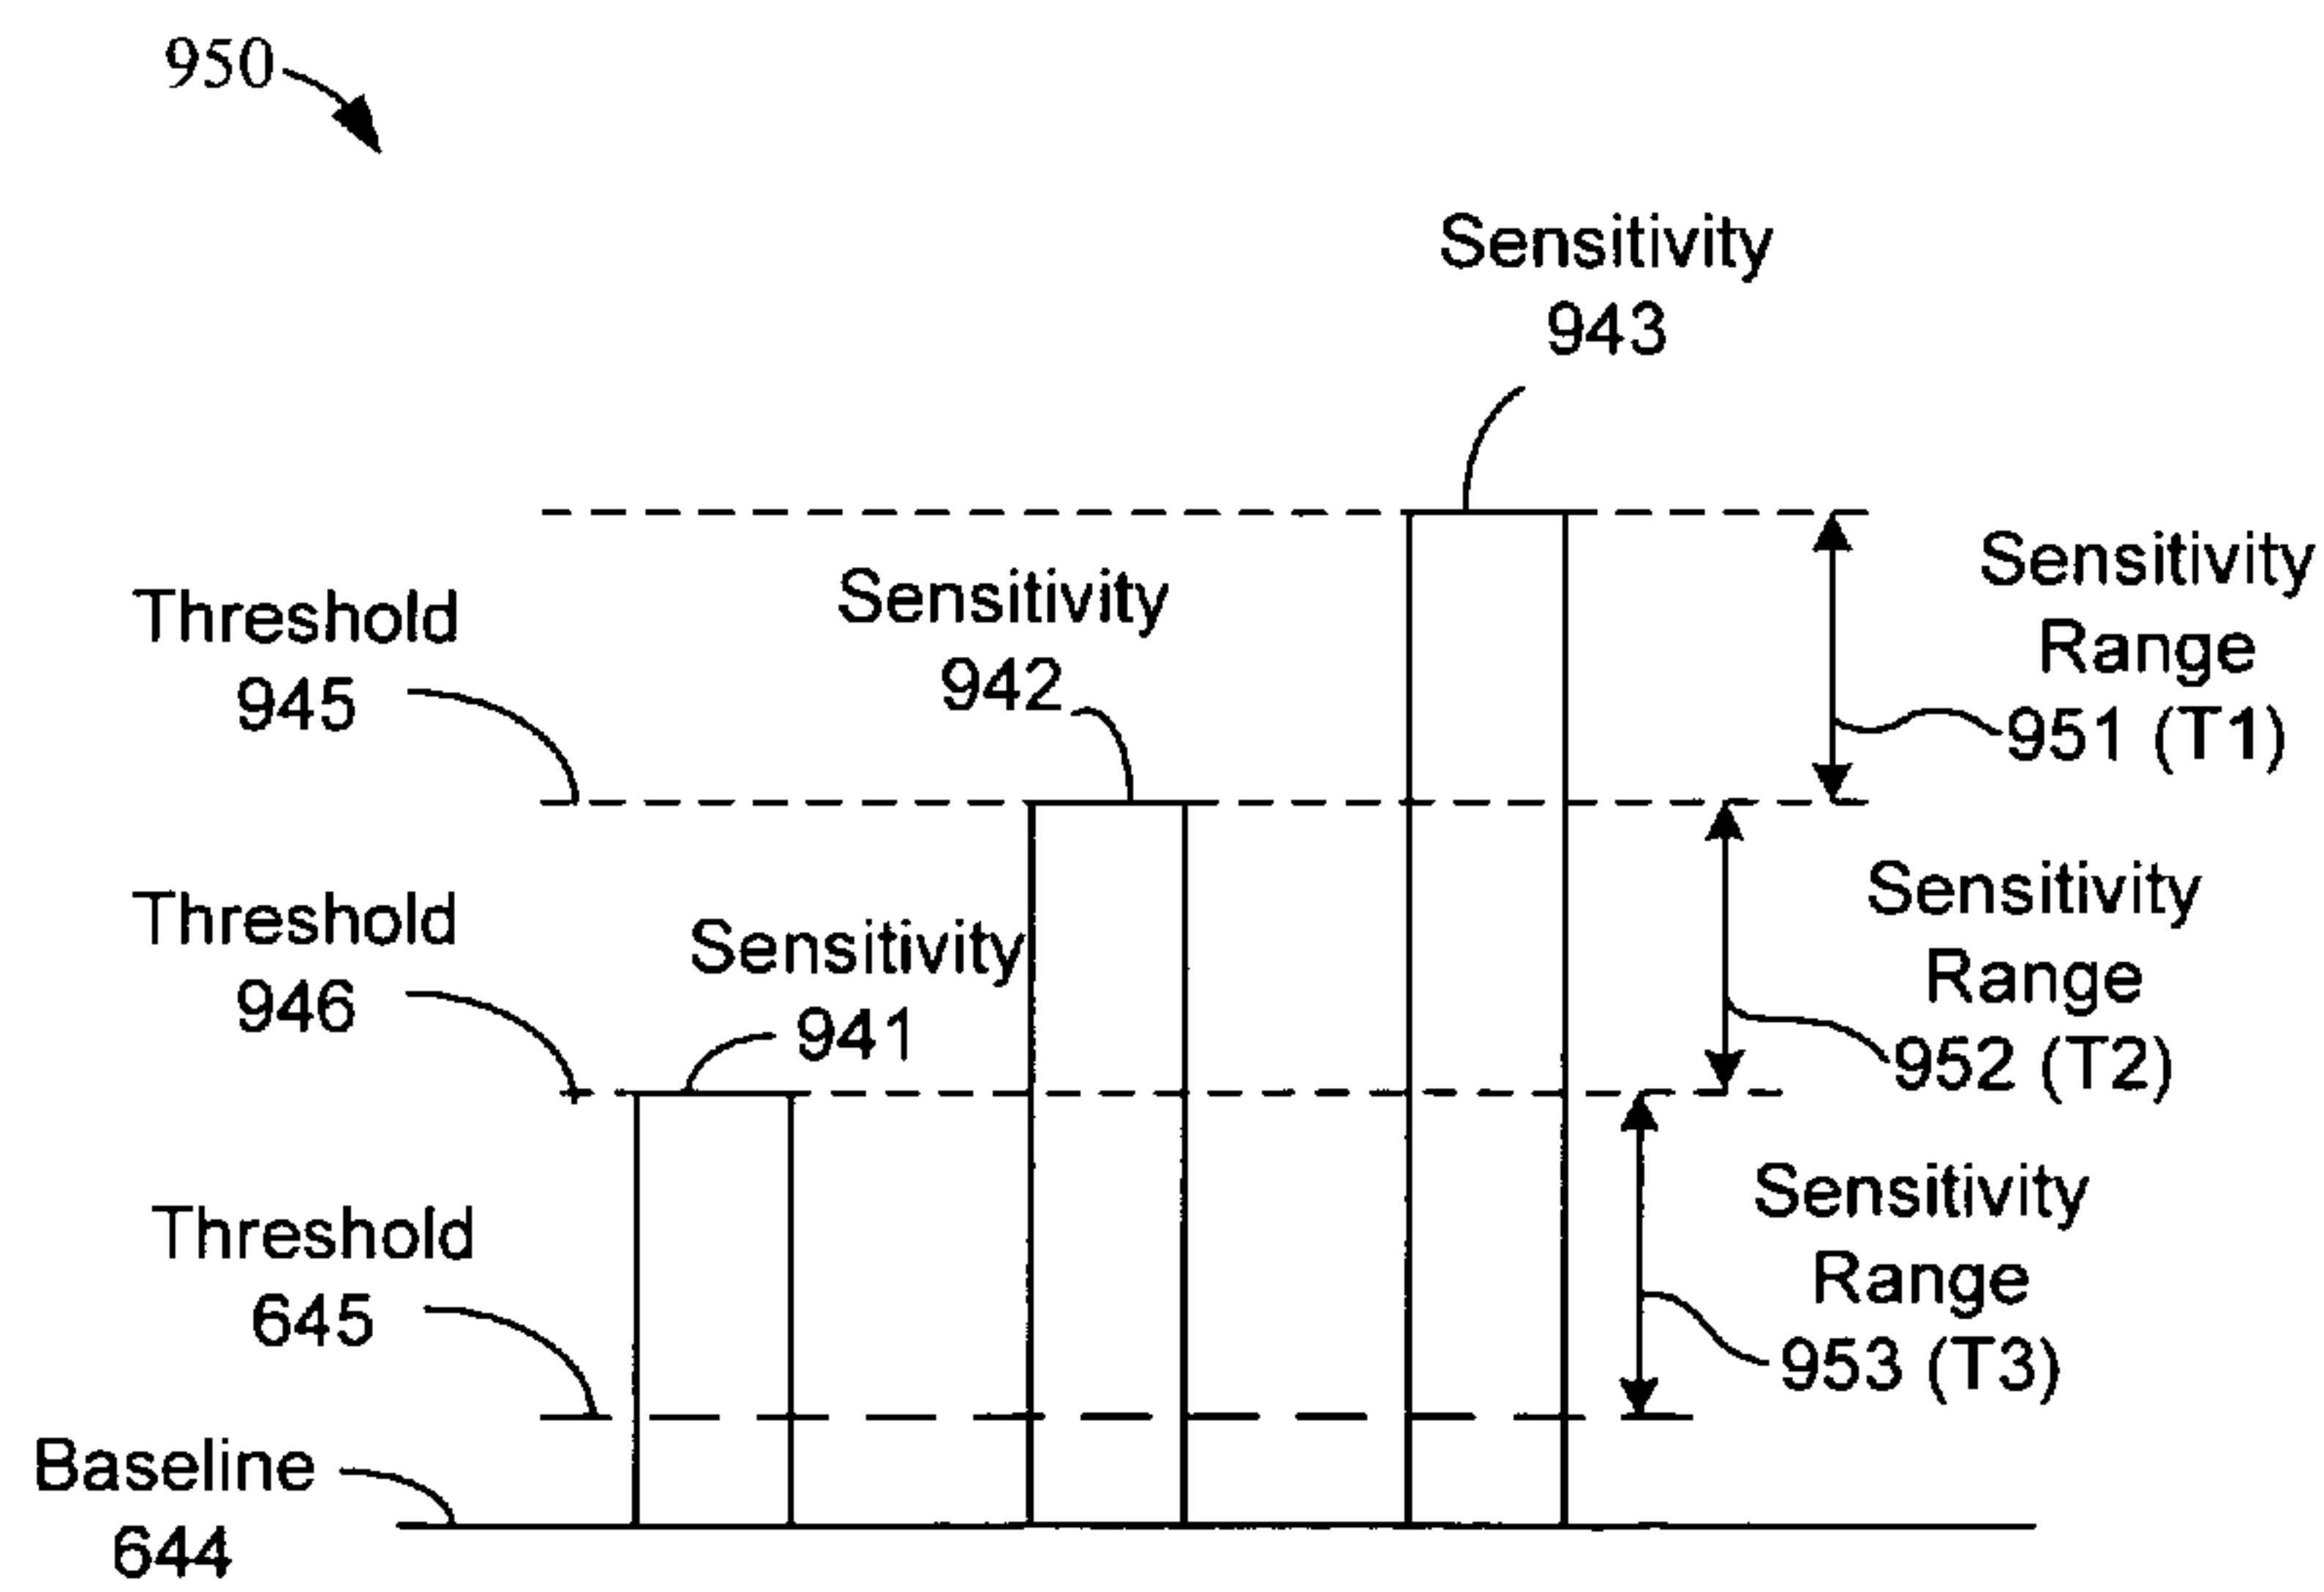 950
Sensitivity
943
Sensitivity
Range
951 (T1)
Threshold
945
Sensitivity
942
Sensitivity
Range
952 (T2)
Threshold
946
Sensitivity
941
Sensitivity
Range
953 (T3)
Threshold
645
Baseline
644